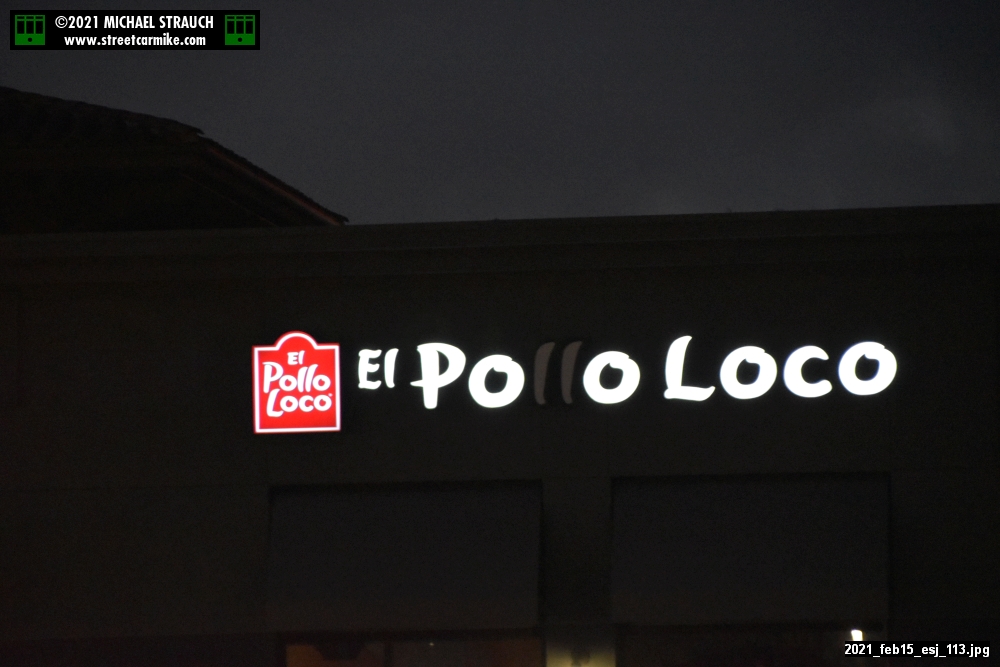 ©2021 MICHAEL STRAUCH
www.streetcarmike.com
El
Pollo
Loco
El Pollo Loco
2021_feb15_esj_113.jpg